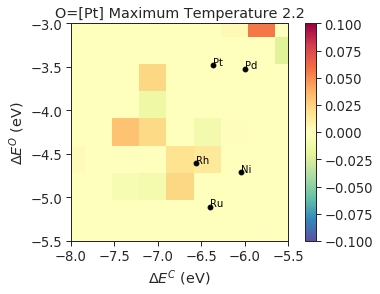 O=[Pt] Maximum Temperature 2.2
−3.0
−3.5
−4.0
−4.5
−5.0
−5.5
ΔE^O (eV)
Pt
Pd
Rh
Ni
Ru
−8.0 −7.5 −7.0 −6.5 −6.0 −5.5
ΔE^C (eV)
0.100
0.075
0.050
0.025
0.000
−0.025
−0.050
−0.075
−0.100